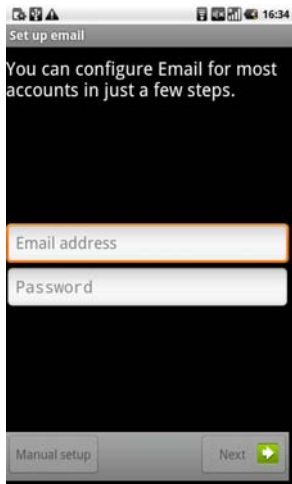 16:34
Set up email
You can configure Email for most
accounts in just a few steps.
Email address
Password
Manual setup
Next